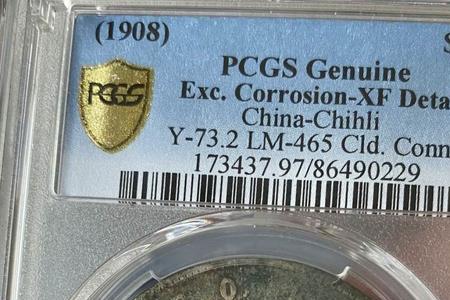 (1908)
PCGS
PCGS Genuine
Exc. Corrosion-XF Deta
China-Chihli
Y-73.2 LM-465 Cld. Conn
173437.97/86490229